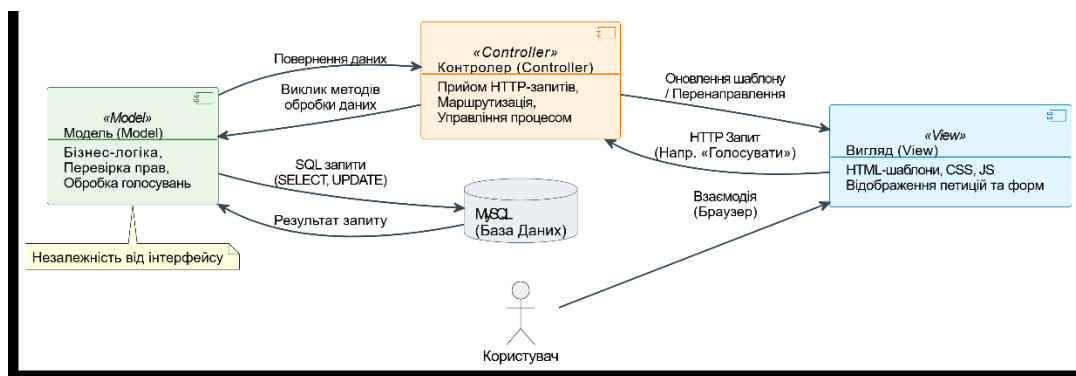 Повернення даних
Виклик методів
обробки даних
«Controller»
Контролер (Controller)
Прийом HTTP-запитів,
Маршрутизація,
Управління процесом
Оновлення шаблону
/ Перенаправлення
HTTP Запит
(Напр. «Голосувати»)
«Model»
Модель (Model)
Бізнес-логіка,
Перевірка прав,
Обробка голосувань
«View»
Вигляд (View)
HTML-шаблони, CSS, JS
Відображення петицій та форм
SQL запити
(SELECT, UPDATE)
Результат запиту
MySQL
(База Даних)
Взаємодія
(Браузер)
Незалежність від інтерфейсу
Користувач